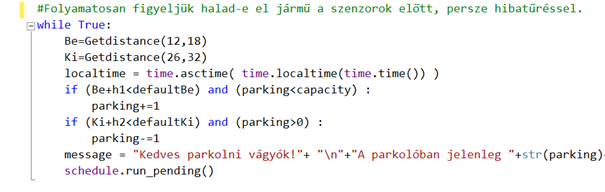 #Folyamatosan figyeljük halad-e el jármű a szenzorok előtt, persze hibatűréssel.
while True:
Be=Getdistance(12,18)
Ki=Getdistance(26,32)
localtime = time.asctime( time.localtime(time.time()) )
if (Be+h1<defaultBe) and (parking<capacity) :
parking+=1
if (Ki+h2<defaultKi) and (parking>0) :
parking-=1
message = "Kedves parkolni vágyók!"+ "\n"+"A parkolóban jelenleg "+str(parking)
schedule.run_pending()